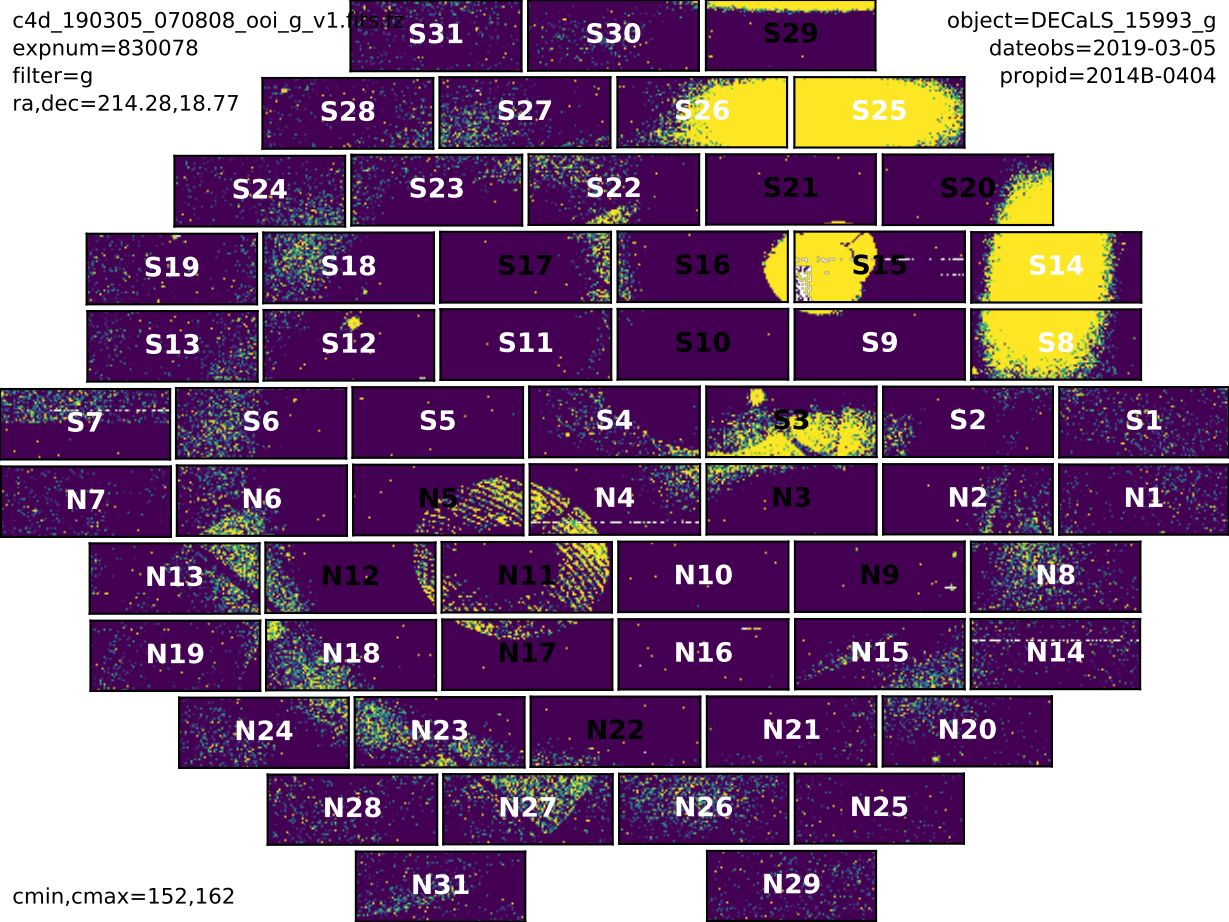 c4d_190305_070808_ooi_g_v1.fits.fz
expnum=830078
filter=g
ra,dec=214.28,18.77
object=DECaLS_15993_g
dateobs=2019-03-05
propid=2014B-0404
S31 S30 S29
S28 S27 S26 S25
S24 S23 S22 S21 S20
S19 S18 S17 S16 S15 S14
S13 S12 S11 S10 S9 S8
S7 S6 S5 S4 S3 S2 S1
N7 N6 N5 N4 N3 N2 N1
N13 N12 N11 N10 N9 N8
N19 N18 N17 N16 N15 N14
N24 N23 N22 N21 N20
N28 N27 N26 N25
N31 N29
cmin,cmax=152,162